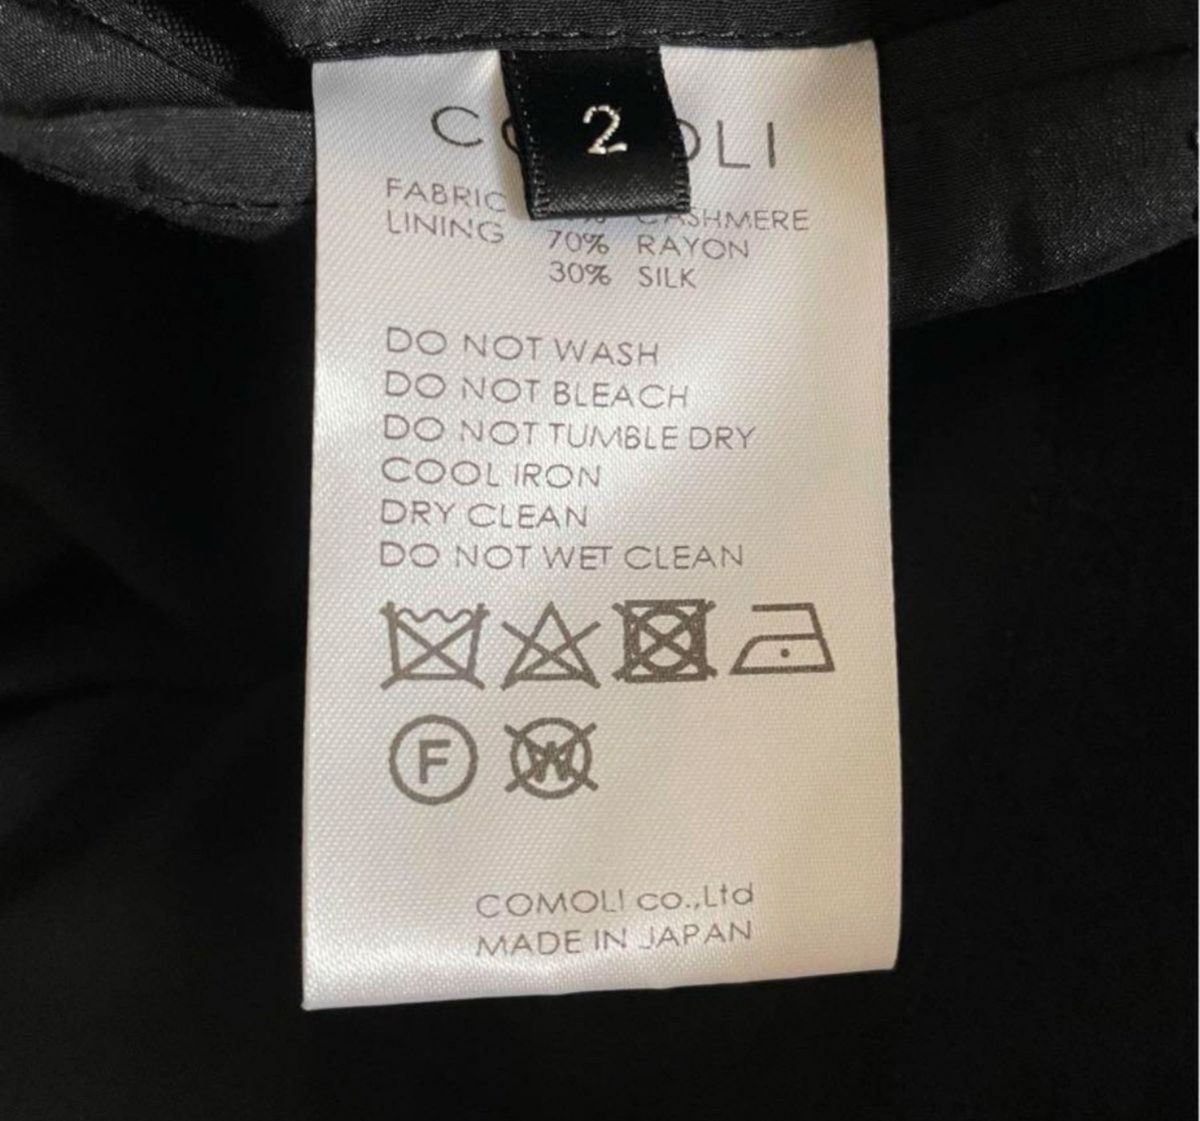 2
FABRIC CASHMERE
LINING 70% RAYON
30% SILK
DO NOT WASH
DO NOT BLEACH
DO NOT TUMBLE DRY
COOL IRON
DRY CLEAN
DO NOT WET CLEAN
F W
COMOLI co.,Ltd
MADE IN JAPAN